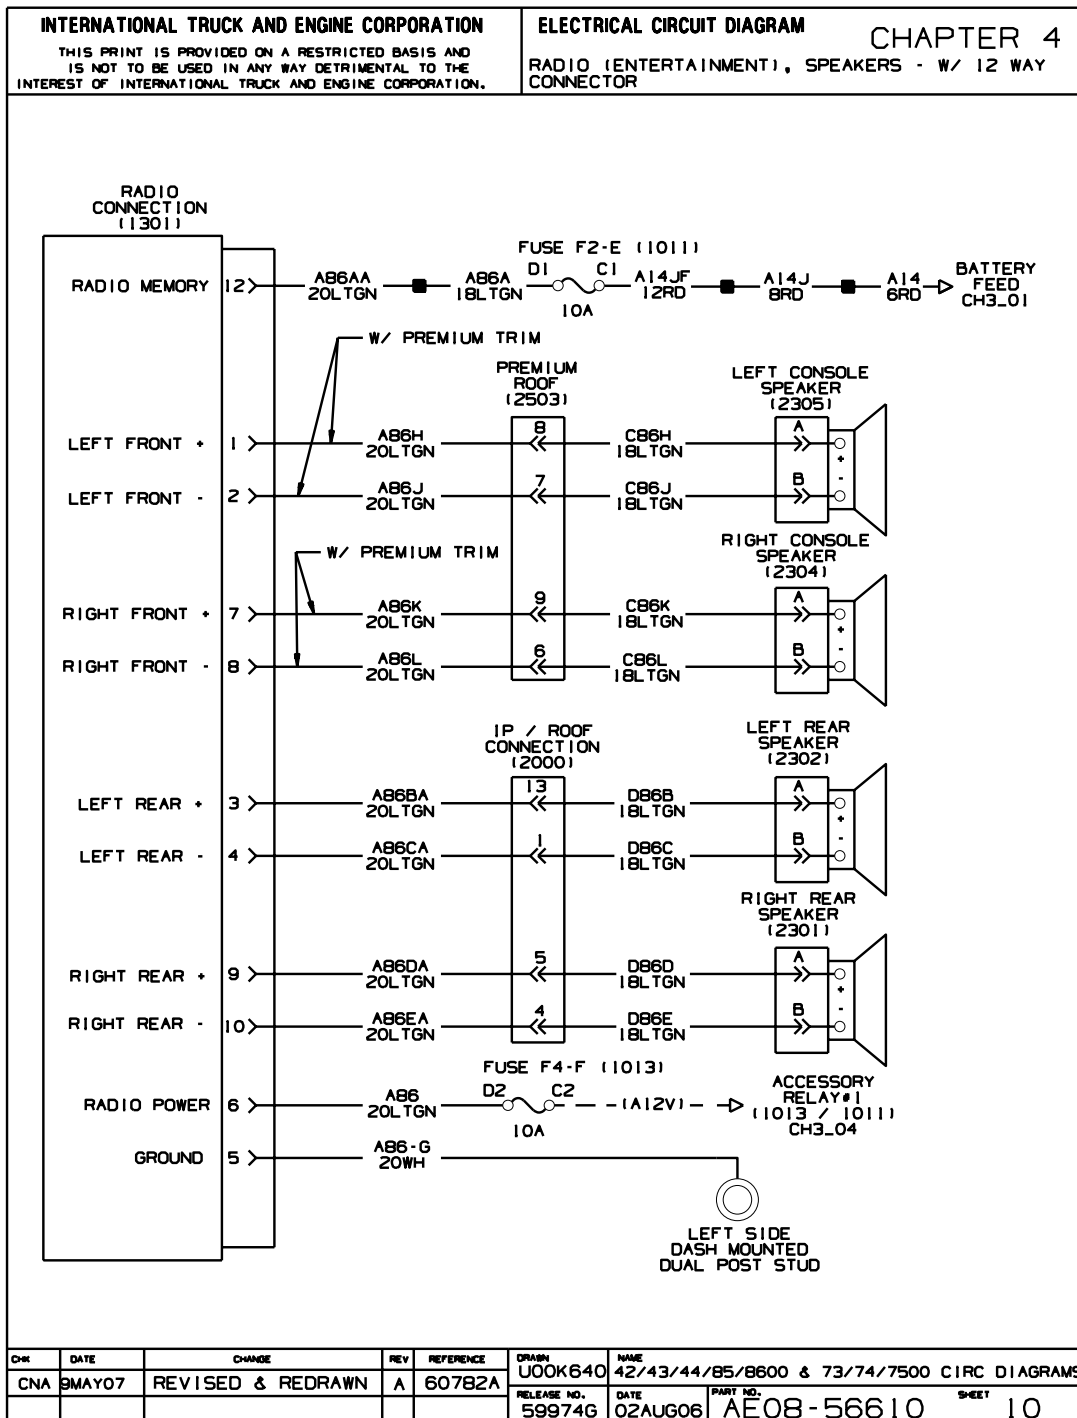 INTERNATIONAL TRUCK AND ENGINE CORPORATION
THIS PRINT IS PROVIDED ON A RESTRICTED BASIS AND
IS NOT TO BE USED IN ANY WAY DETRIMENTAL TO THE
INTEREST OF INTERNATIONAL TRUCK AND ENGINE CORPORATION.
ELECTRICAL CIRCUIT DIAGRAM
CHAPTER 4
RADIO (ENTERTAINMENT), SPEAKERS - W/ 12 WAY
CONNECTOR
RADIO
CONNECTION
(1301)
FUSE F2-E (1011)
D1 C1
RADIO MEMORY 12
A86AA
20LTGN
A86A
18LTGN
10A
A14JF
12RD
A14J
8RD
A14
6RD
BATTERY
FEED
CH3_01
W/ PREMIUM TRIM
PREMIUM
ROOF
(2503)
LEFT CONSOLE
SPEAKER
(2305)
LEFT FRONT + 1
A86H
20LTGN
8
C86H
18LTGN
A
+
LEFT FRONT - 2
A86J
20LTGN
7
C86J
18LTGN
B
-
W/ PREMIUM TRIM
RIGHT CONSOLE
SPEAKER
(2304)
RIGHT FRONT + 7
A86K
20LTGN
9
C86K
18LTGN
A
+
RIGHT FRONT - 8
A86L
20LTGN
6
C86L
18LTGN
B
-
IP / ROOF
CONNECTION
(2000)
LEFT REAR
SPEAKER
(2302)
LEFT REAR + 3
A86BA
20LTGN
13
D86B
18LTGN
A
+
LEFT REAR - 4
A86CA
20LTGN
1
D86C
18LTGN
B
-
RIGHT REAR
SPEAKER
(2301)
RIGHT REAR + 9
A86DA
20LTGN
5
D86D
18LTGN
A
+
RIGHT REAR - 10
A86EA
20LTGN
4
D86E
18LTGN
B
-
FUSE F4-F (1013)
D2 C2
RADIO POWER 6
A86
20LTGN
10A
(A12V)
ACCESSORY
RELAY#1
(1013 / 1011)
CH3_04
GROUND 5
A86-G
20WH
LEFT SIDE
DASH MOUNTED
DUAL POST STUD
CHK DATE CHANGE REV REFERENCE
CNA 9MAY07 REVISED & REDRAWN A 60782A
DRAWN
U00K640
NAME
42/43/44/85/8600 & 73/74/7500 CIRC DIAGRAMS
RELEASE NO.
59974G
DATE
02AUG06
PART NO.
AE08-56610
SHEET
10